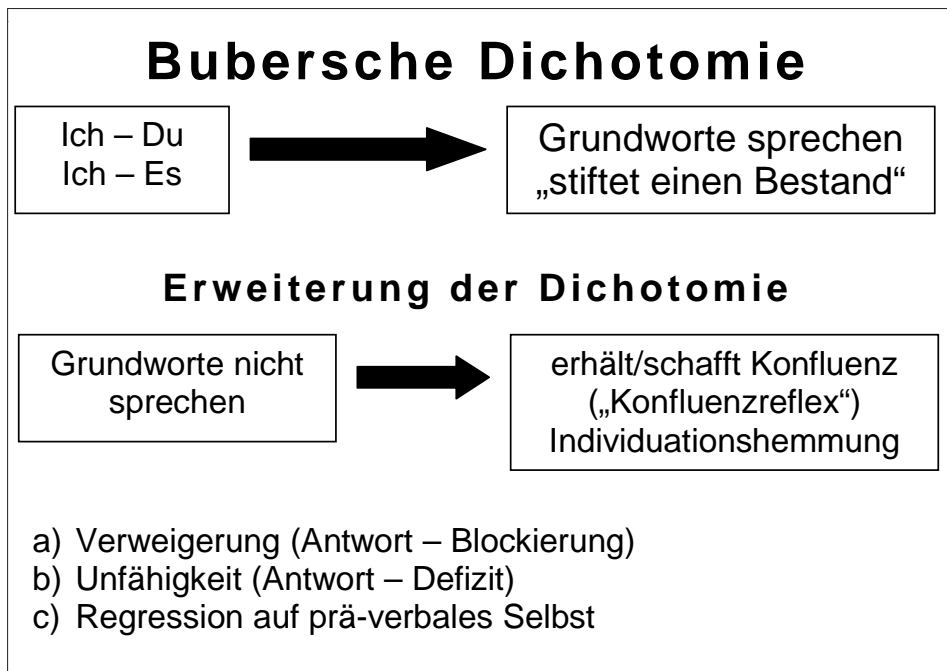 Bubersche Dichotomie
Ich – Du
Ich – Es
Grundworte sprechen
„stiftet einen Bestand“
Erweiterung der Dichotomie
Grundworte nicht
sprechen
erhält/schafft Konfluenz
(„Konfluenzreflex“)
Individuationshemmung
a) Verweigerung (Antwort – Blockierung)
b) Unfähigkeit (Antwort – Defizit)
c) Regression auf prä-verbales Selbst